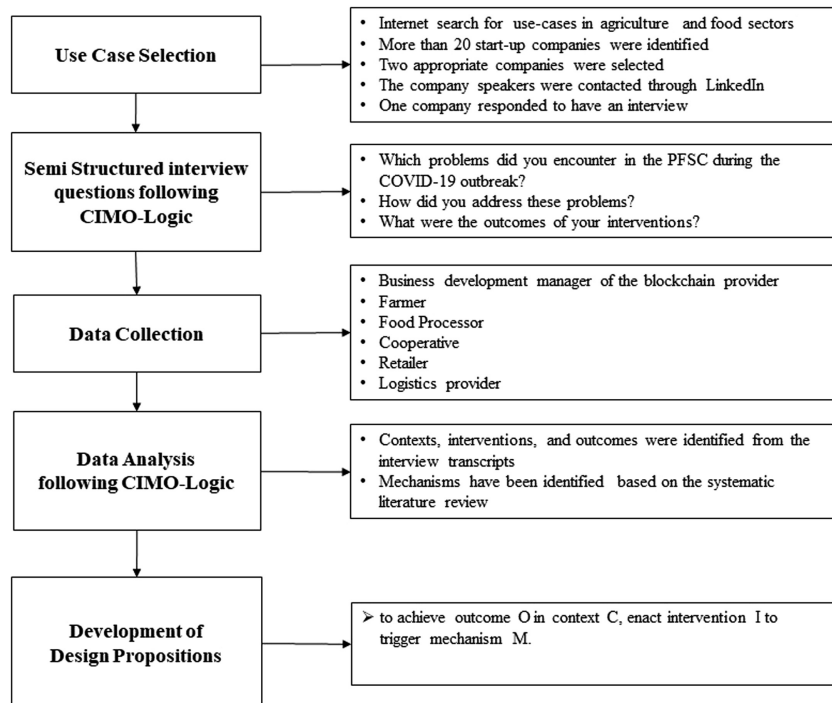 Use Case Selection
• Internet search for use-cases in agriculture and food sectors
• More than 20 start-up companies were identified
• Two appropriate companies were selected
• The company speakers were contacted through LinkedIn
• One company responded to have an interview
Semi Structured interview
questions following
CIMO-Logic
• Which problems did you encounter in the PFSC during the
COVID-19 outbreak?
• How did you address these problems?
• What were the outcomes of your interventions?
Data Collection
• Business development manager of the blockchain provider
• Farmer
• Food Processor
• Cooperative
• Retailer
• Logistics provider
Data Analysis
following CIMO-Logic
• Contexts, interventions, and outcomes were identified from the
interview transcripts
• Mechanisms have been identified based on the systematic
literature review
Development of
Design Propositions
➢ to achieve outcome O in context C, enact intervention I to
trigger mechanism M.